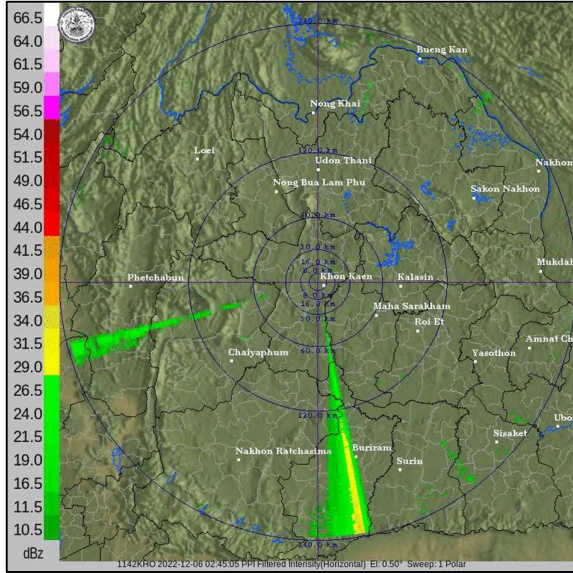 66.5
64.0
61.5
59.0
56.5
54.0
51.5
49.0
46.5
44.0
41.5
39.0
36.5
34.0
31.5
29.0
26.5
24.0
21.5
19.0
16.5
11.5
10.5
dBz
Bueng Kan
Nong Khai
Loei
Udon Thani
Nakhon
Nong Bua Lam Phu
Sakon Nakhon
Mukdah
Phetchabun
Khon Kaen
Kalasin
Maha Sarakham
Roi Et
Amnat Ch
Chaiyaphum
Yasothon
120.0 km
Ubo
Sisaket
Nakhon Ratchasima
Buriram
Surin
1142KHO 2022-12-06 02:45:05 PPI Filtered Intensity(Horizontal) El: 0.50° Sweep: 1 Polar